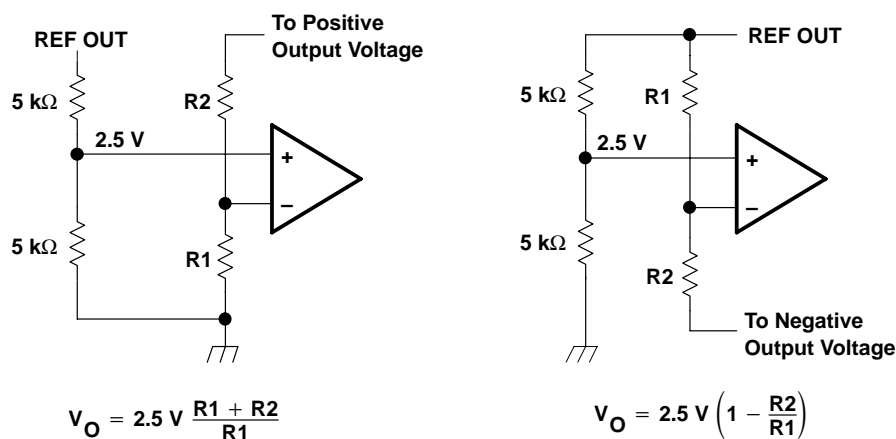 To Positive
Output Voltage
REF OUT
5 kΩ
R2
2.5 V
+
–
5 kΩ
R1
V_O = 2.5 V (R1 + R2)/R1
REF OUT
5 kΩ
R1
2.5 V
+
–
5 kΩ
R2
To Negative
Output Voltage
V_O = 2.5 V (1 − R2/R1)